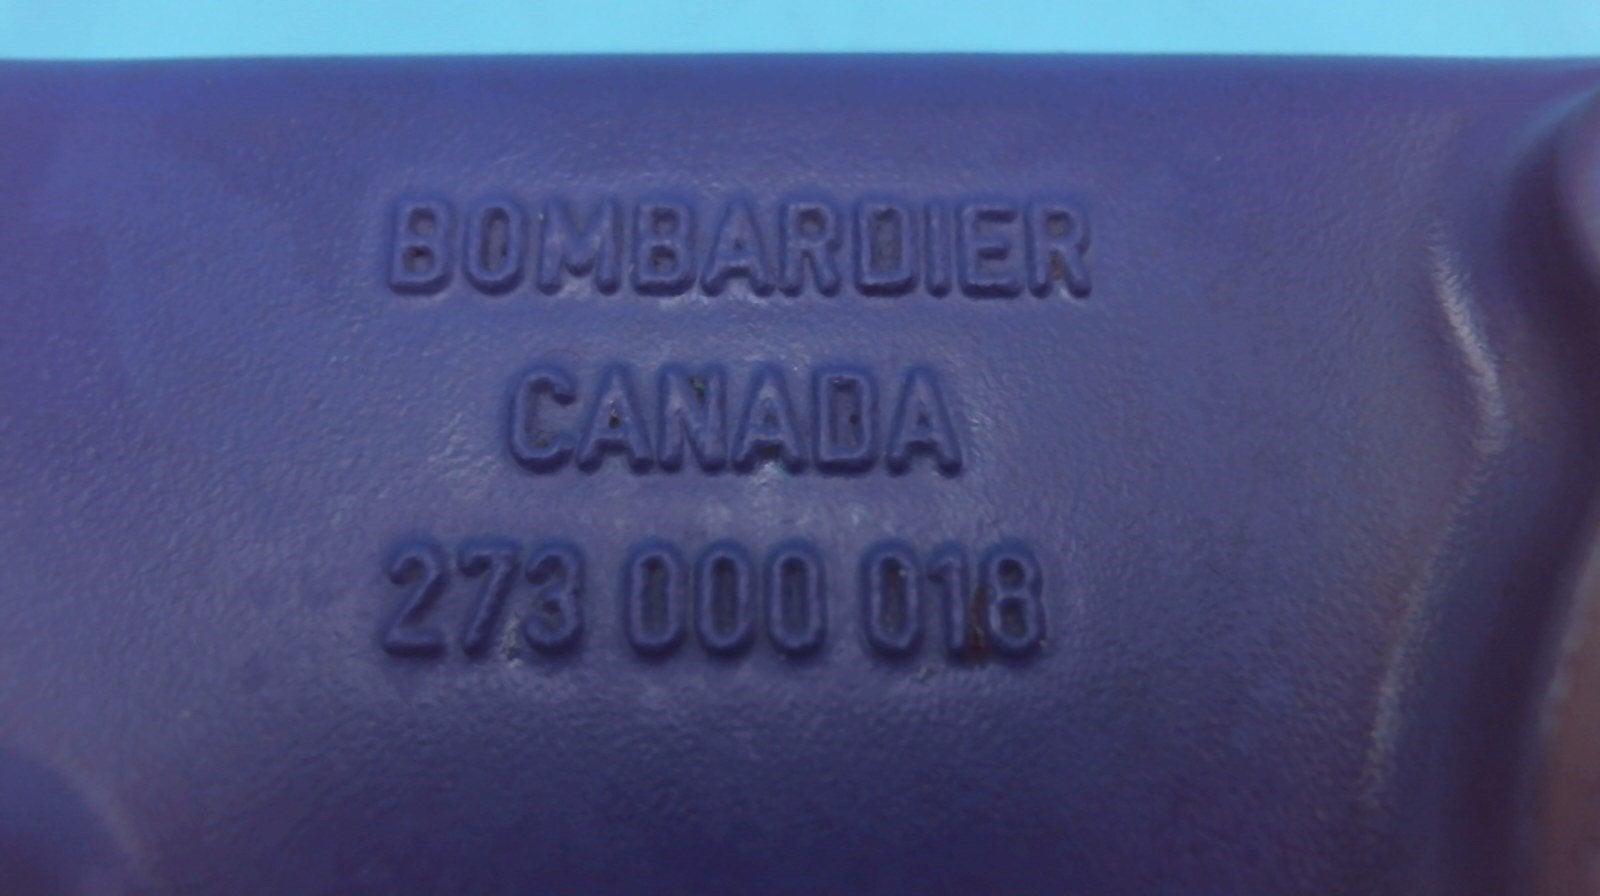 BOMBARDIER
CANADA
273 000 018